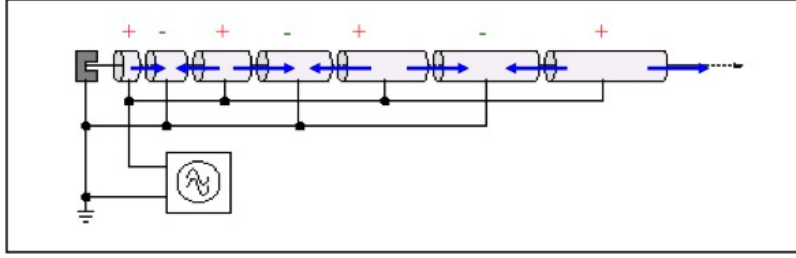 + - + - + - +